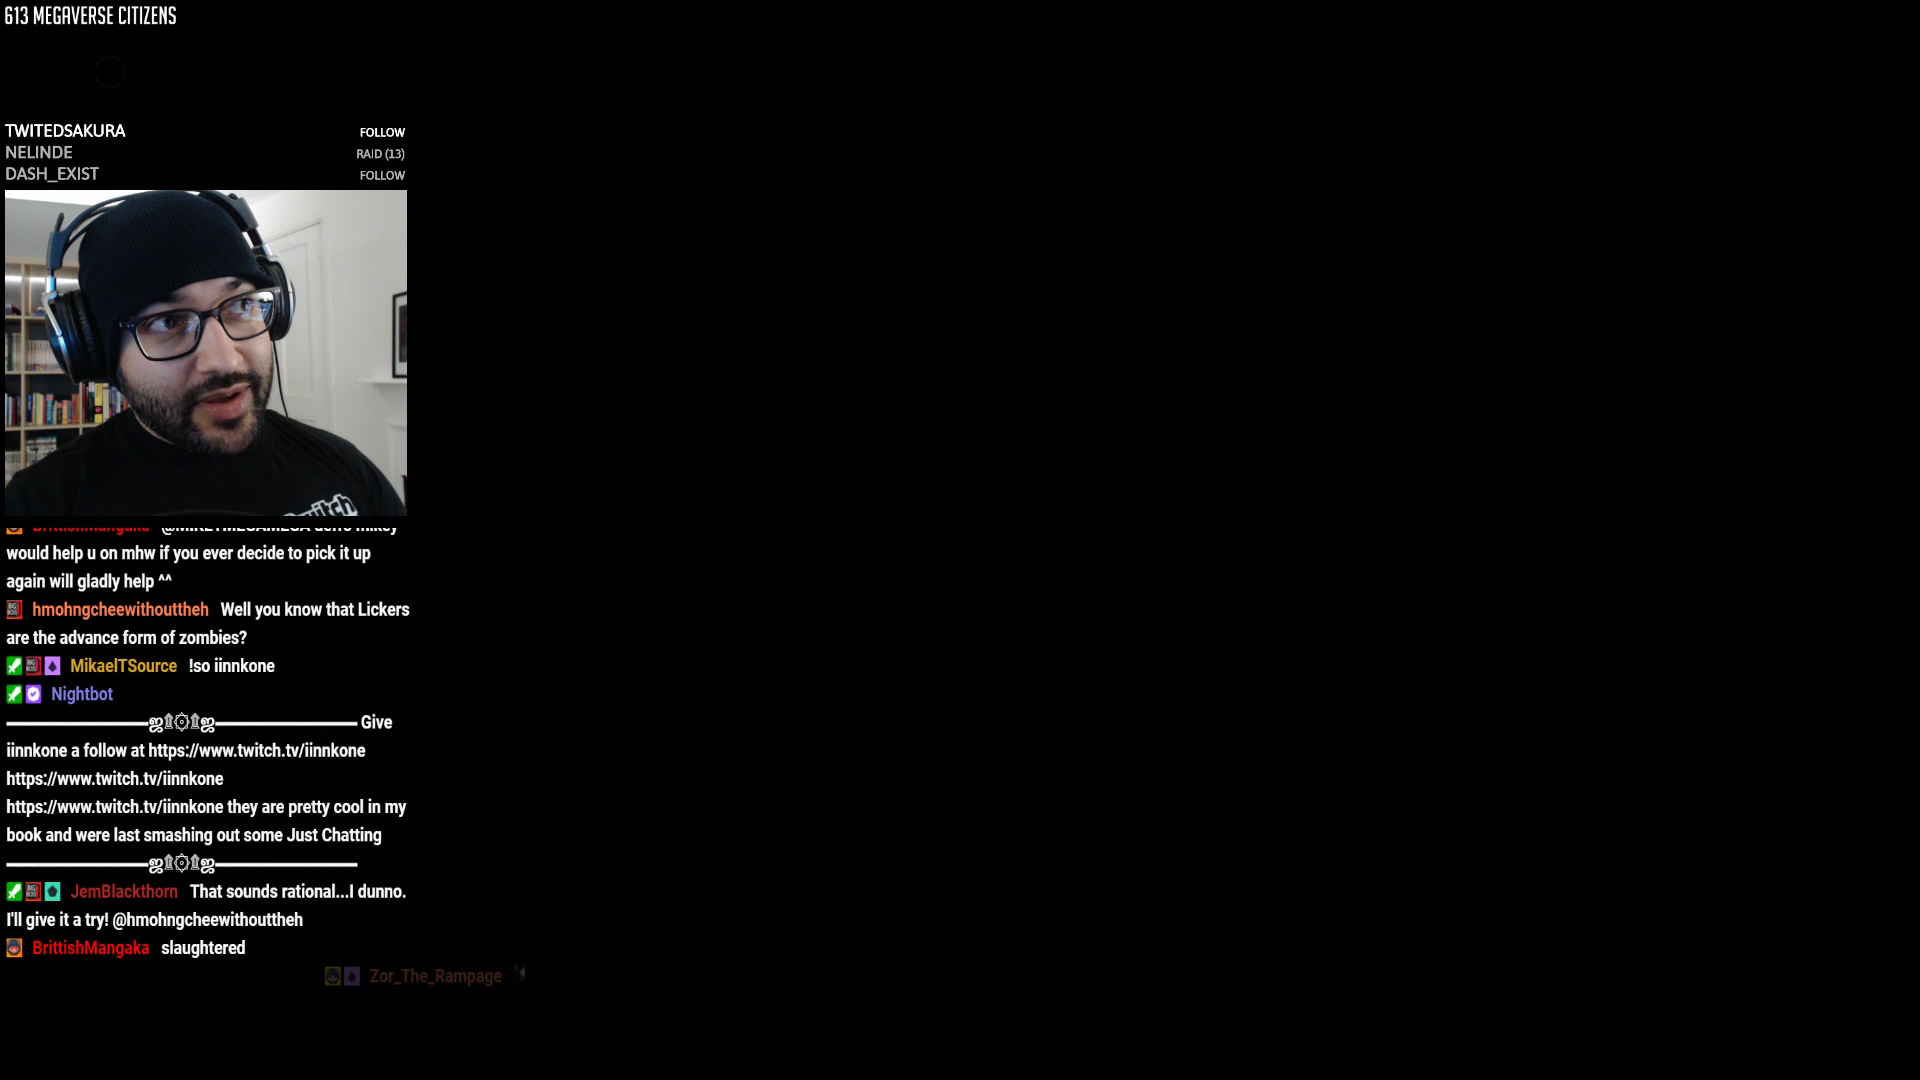 613 MEGAVERSE CITIZENS
TWITEDSAKURA FOLLOW
NELINDE RAID (13)
DASH_EXIST FOLLOW
BrittishMangaka @MIKEYMEGAMEGA mikey
would help u on mhw if you ever decide to pick it up
again will gladly help ^^
hmohngcheewithouttheh Well you know that Lickers
are the advance form of zombies?
MikaelTSource !so iinnkone
Nightbot
▬▬▬▬▬▬▬▬▬▬ஜ۩۞۩ஜ▬▬▬▬▬▬▬▬▬▬ Give
iinnkone a follow at https://www.twitch.tv/iinnkone
https://www.twitch.tv/iinnkone
https://www.twitch.tv/iinnkone they are pretty cool in my
book and were last smashing out some Just Chatting
▬▬▬▬▬▬▬▬▬▬ஜ۩۞۩ஜ▬▬▬▬▬▬▬▬▬▬
JemBlackthorn That sounds rational...I dunno.
I'll give it a try! @hmohngcheewithouttheh
BrittishMangaka slaughtered
Zor_The_Rampage